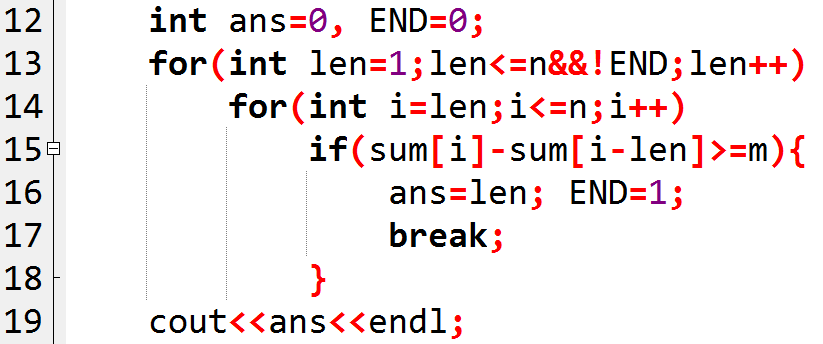 12 int ans=0, END=0;
13 for(int len=1;len<=n&&!END;len++)
14 for(int i=len;i<=n;i++)
15 if(sum[i]-sum[i-len]>=m){
16 ans=len; END=1;
17 break;
18 }
19 cout<<ans<<endl;